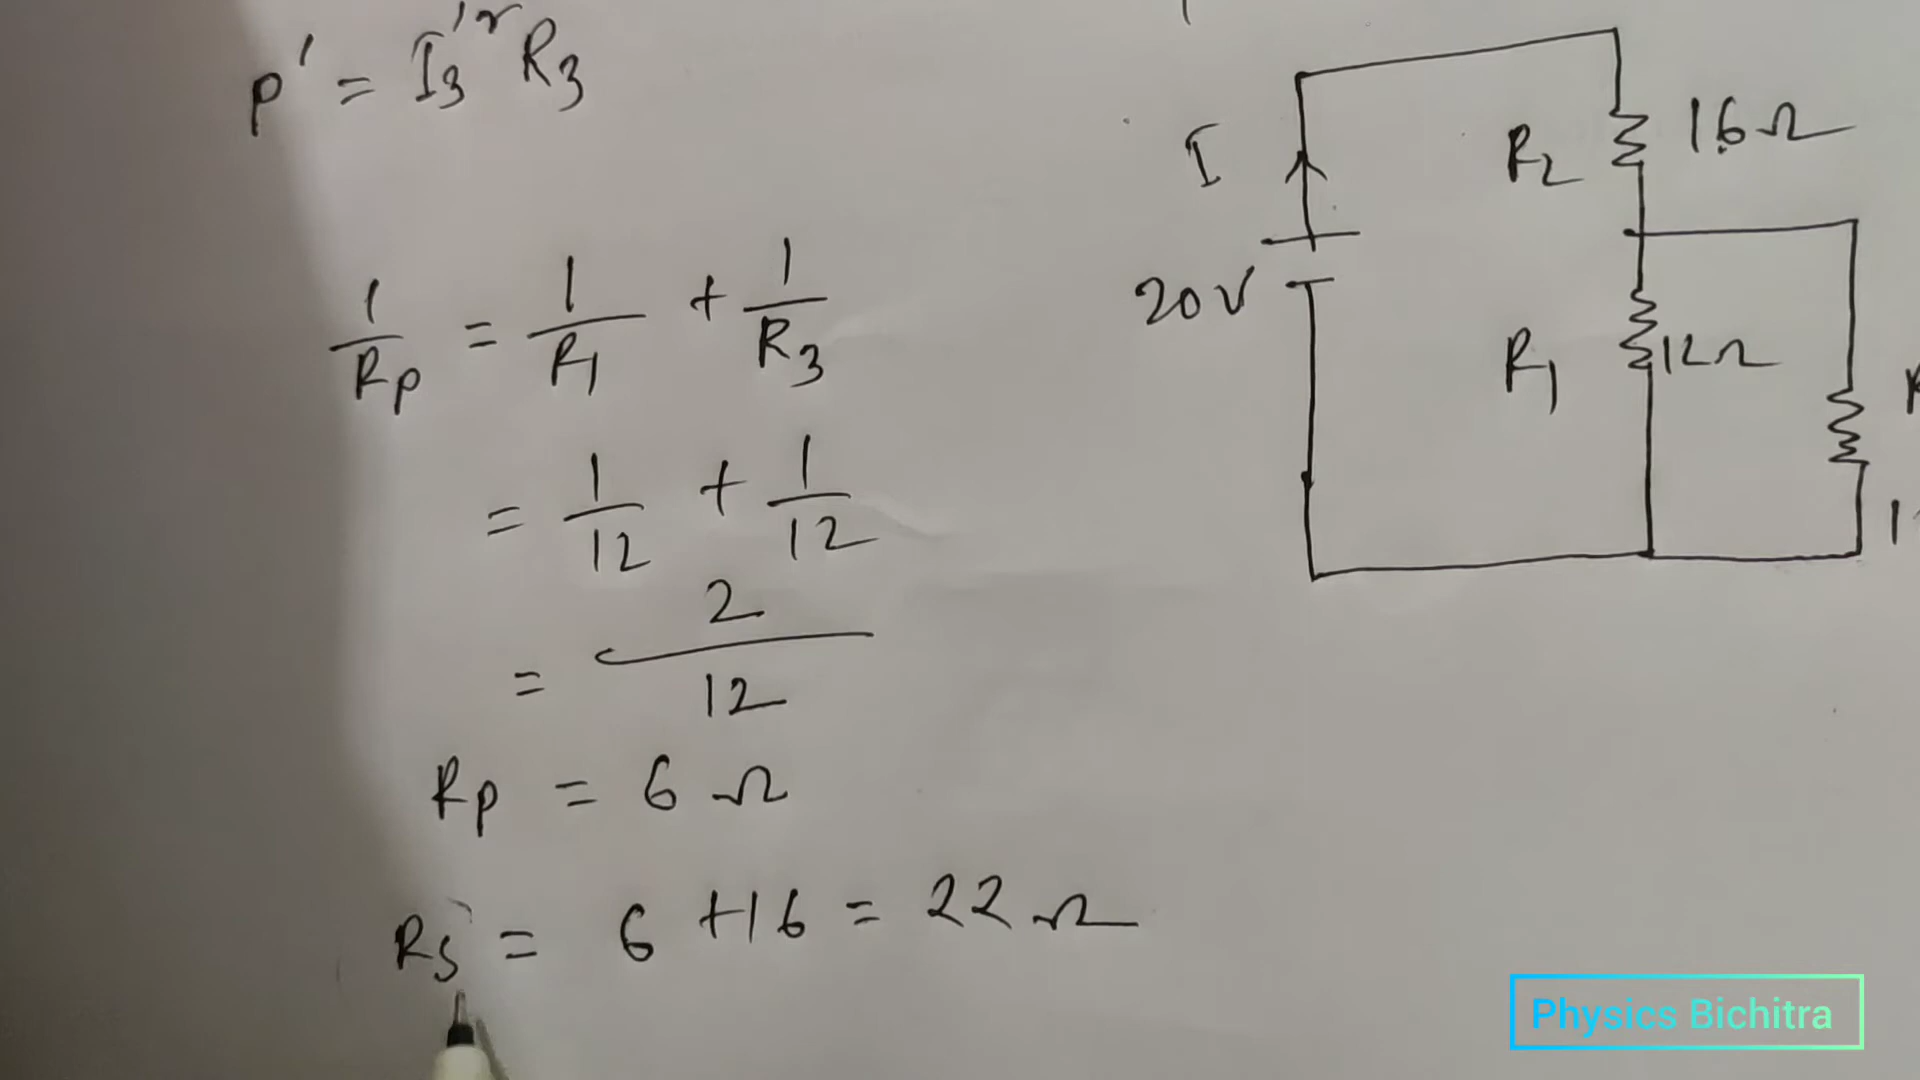 P' = I₃'² R₃
1/Rp = 1/R₁ + 1/R₃
= 1/12 + 1/12
= 2/12
Rp = 6 Ω
Rs = 6 + 16 = 22 Ω
I
20V
R₂ 16Ω
R₁ 12Ω
Physics Bichitra